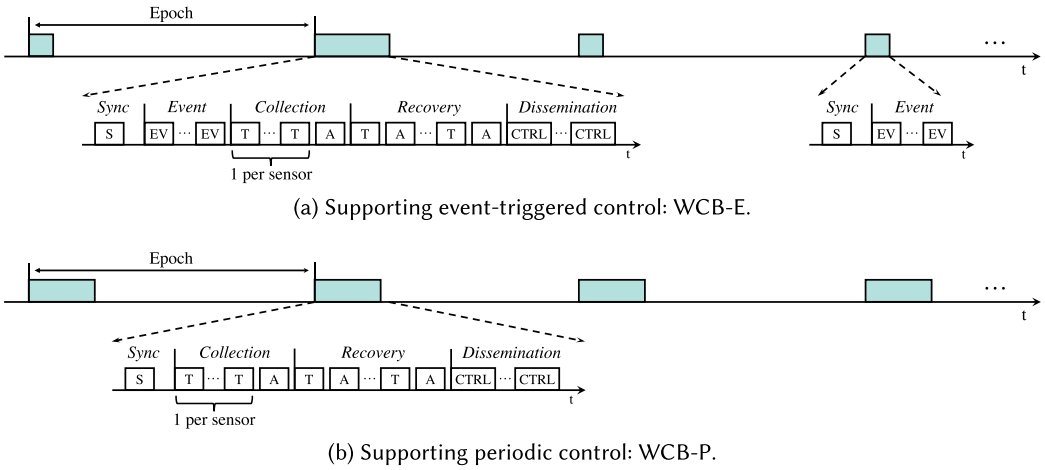 Epoch
...
t
Sync Event Collection Recovery Dissemination
S EV ... EV T ... T A T A ... T A CTRL ... CTRL
t
1 per sensor
Sync Event
S EV ... EV
t
(a) Supporting event-triggered control: WCB-E.
Epoch
...
t
Sync Collection Recovery Dissemination
S T ... T A T A ... T A CTRL ... CTRL
t
1 per sensor
(b) Supporting periodic control: WCB-P.